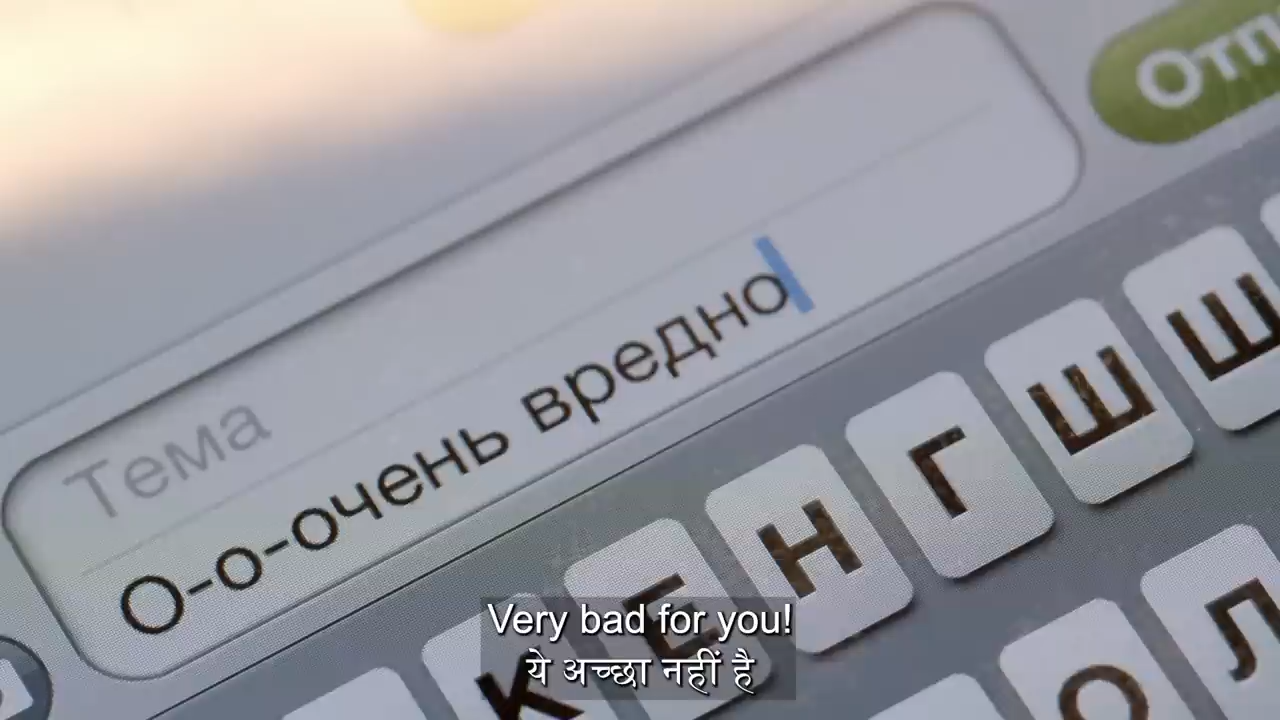 Отп
Тема
О-о-очень вредно
К Е Н Г Ш Щ
О Л
Very bad for you!
ये अच्छा नहीं है